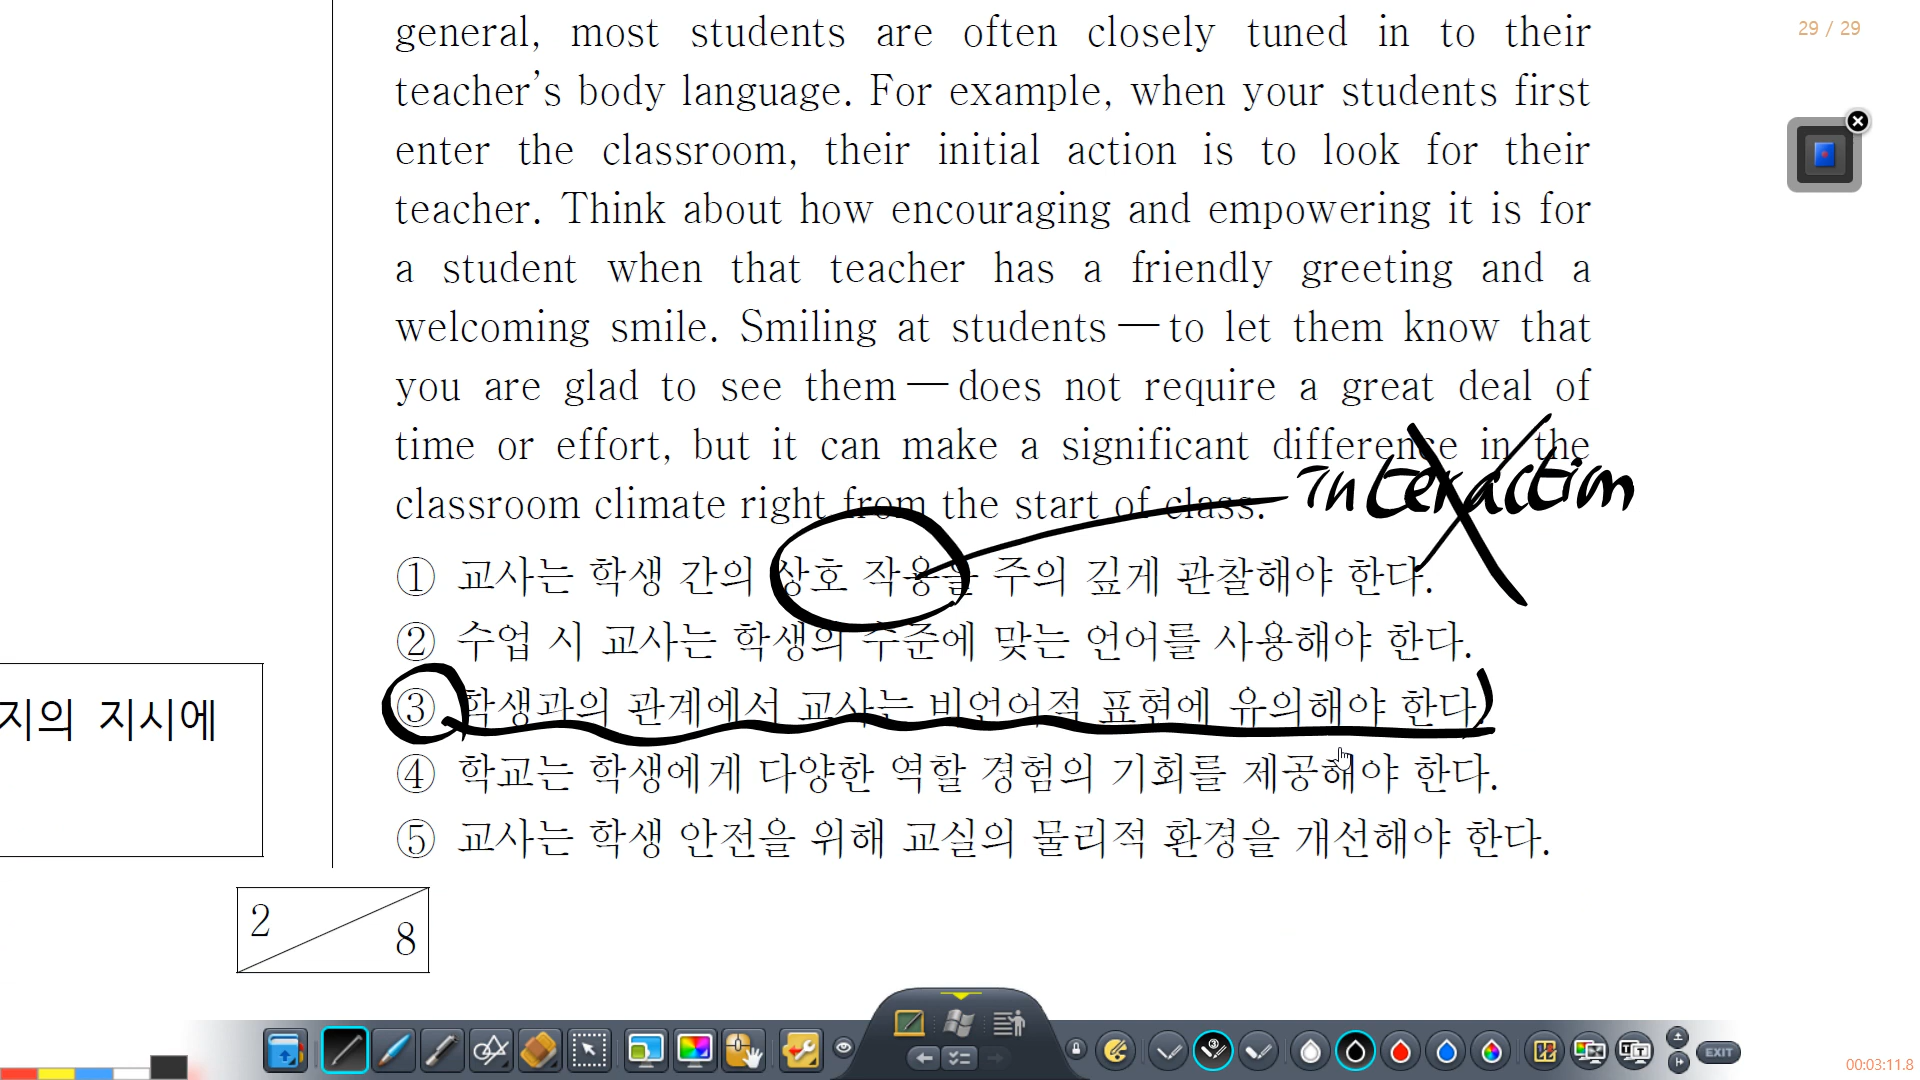 29 / 29
general, most students are often closely tuned in to their
teacher's body language. For example, when your students first
enter the classroom, their initial action is to look for their
teacher. Think about how encouraging and empowering it is for
a student when that teacher has a friendly greeting and a
welcoming smile. Smiling at students — to let them know that
you are glad to see them — does not require a great deal of
time or effort, but it can make a significant difference in the
classroom climate right from the start of class.
interaction
① 교사는 학생 간의 상호 작용을 주의 깊게 관찰해야 한다.
② 수업 시 교사는 학생의 수준에 맞는 언어를 사용해야 한다.
③ 학생과의 관계에서 교사는 비언어적 표현에 유의해야 한다.
④ 학교는 학생에게 다양한 역할 경험의 기회를 제공해야 한다.
⑤ 교사는 학생 안전을 위해 교실의 물리적 환경을 개선해야 한다.
지의 지시에
2
8
EXIT
00:03:11.8